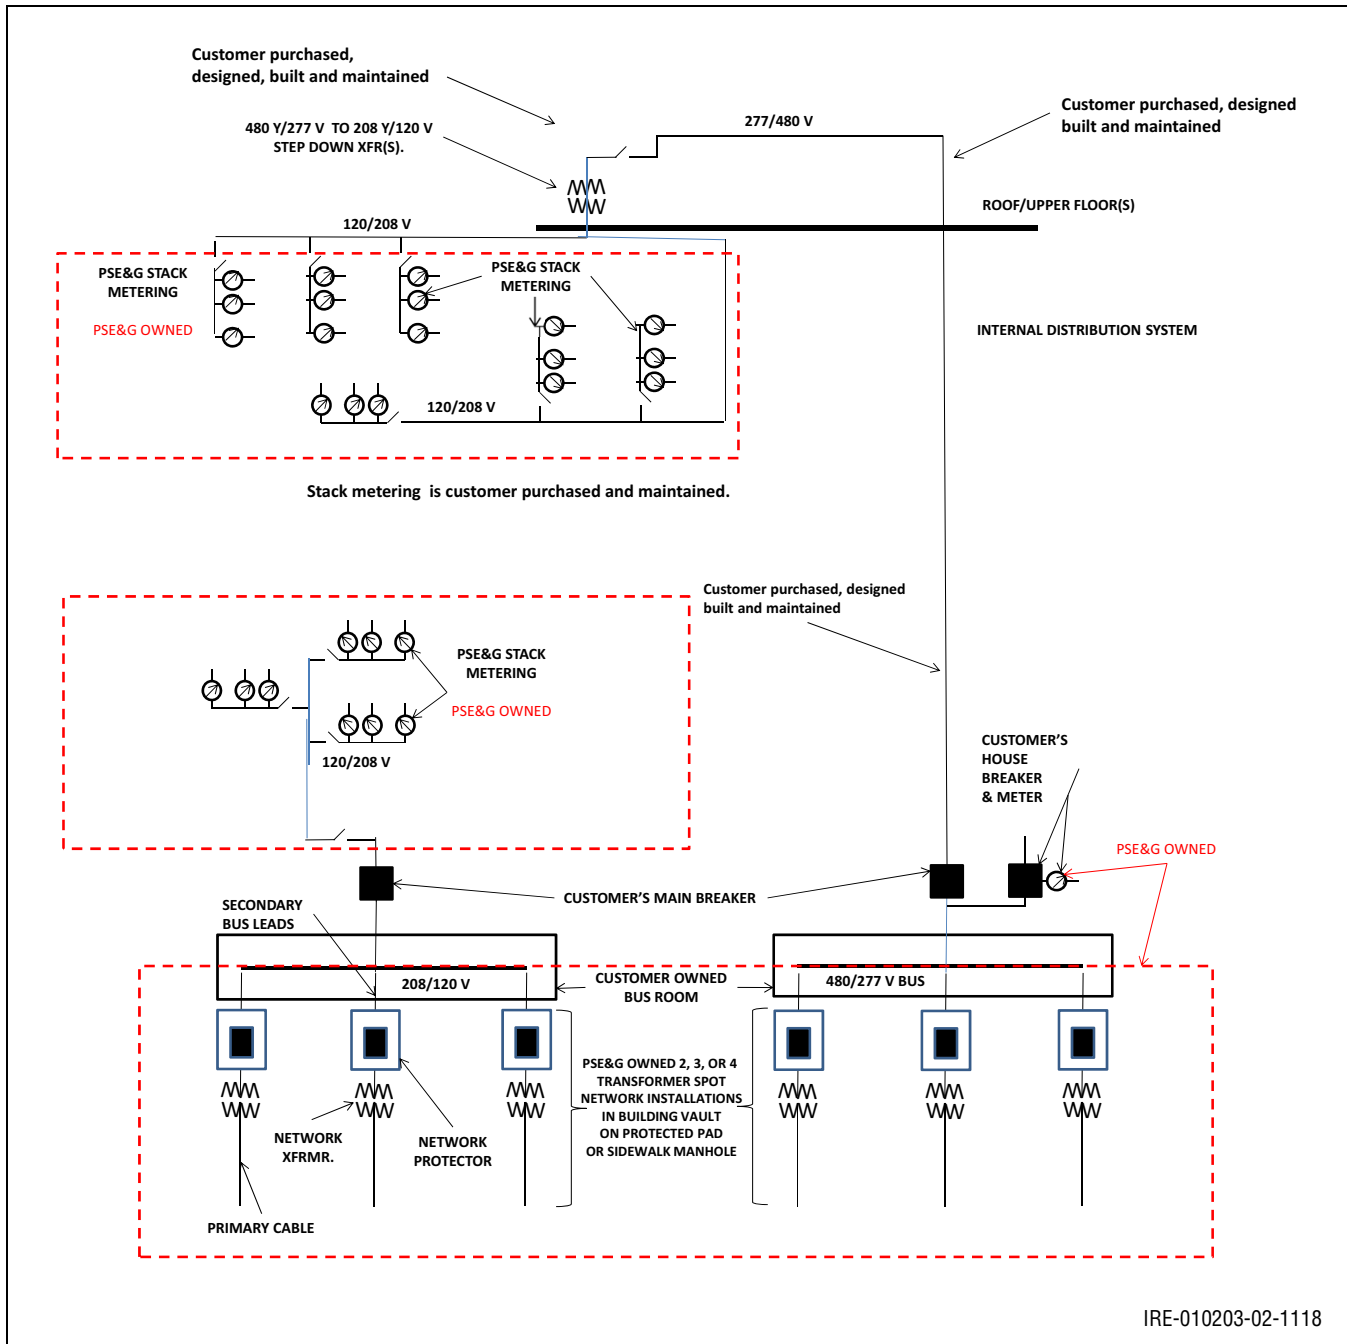 Customer purchased,
designed, built and maintained
480 Y/277 V TO 208 Y/120 V
STEP DOWN XFR(S).
277/480 V
Customer purchased, designed
built and maintained
ROOF/UPPER FLOOR(S)
120/208 V
PSE&G STACK
METERING
PSE&G OWNED
PSE&G STACK
METERING
INTERNAL DISTRIBUTION SYSTEM
120/208 V
Stack metering is customer purchased and maintained.
Customer purchased, designed
built and maintained
PSE&G STACK
METERING
PSE&G OWNED
120/208 V
CUSTOMER'S
HOUSE
BREAKER
& METER
PSE&G OWNED
CUSTOMER'S MAIN BREAKER
SECONDARY
BUS LEADS
208/120 V
CUSTOMER OWNED
BUS ROOM
480/277 V BUS
PSE&G OWNED 2, 3, OR 4
TRANSFORMER SPOT
NETWORK INSTALLATIONS
IN BUILDING VAULT
ON PROTECTED PAD
OR SIDEWALK MANHOLE
NETWORK
XFRMR.
NETWORK
PROTECTOR
PRIMARY CABLE
IRE-010203-02-1118